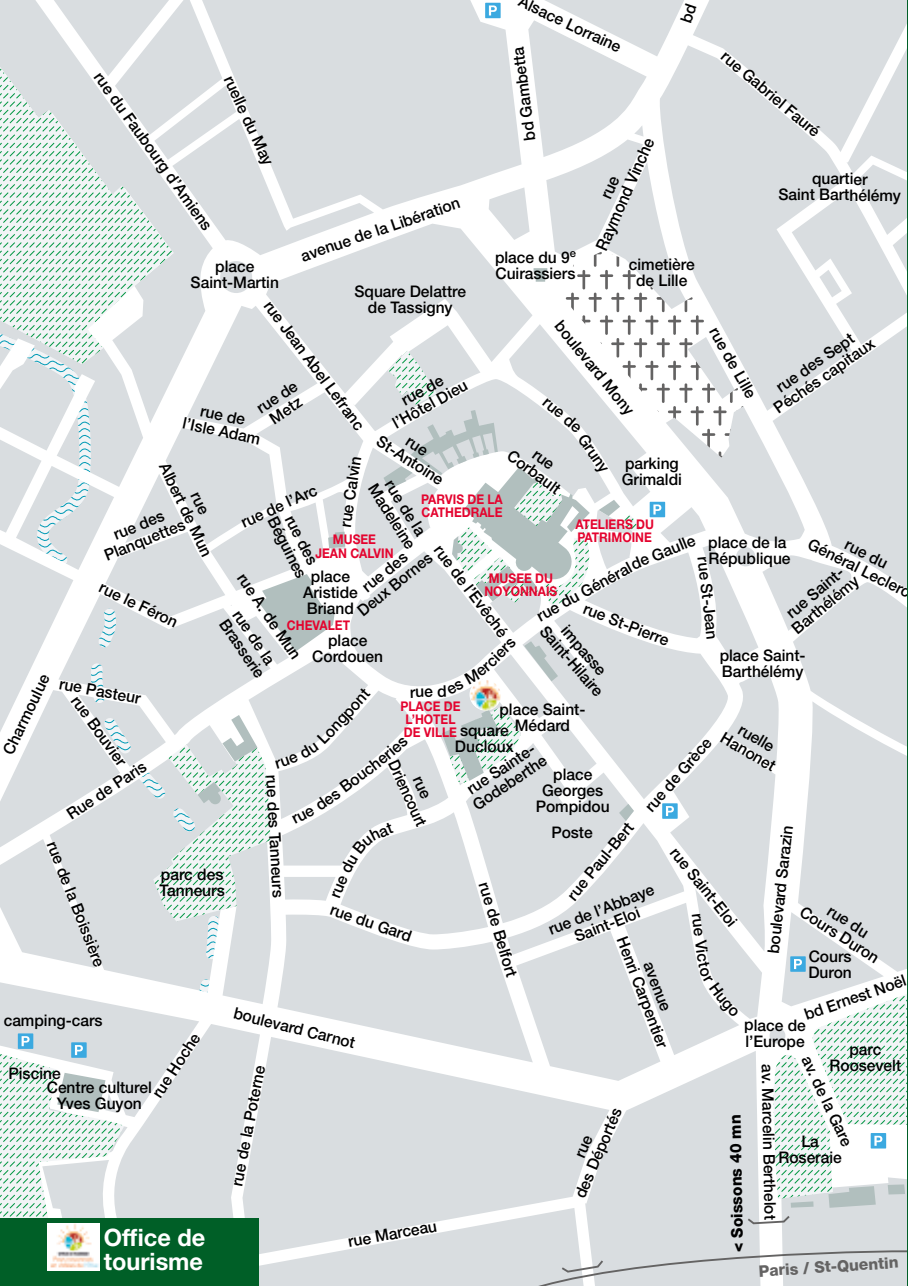 P
Alsace Lorraine
bd
bd Gambetta
rue Gabriel Fauré
rue du Faubourg d'Amiens
ruelle du May
rue
Raymond Vinche
quartier
Saint Barthélémy
avenue de la Libération
place
Saint-Martin
place du 9e
Cuirassiers
cimetière
de Lille
Square Delattre
de Tassigny
rue Jean Abel Lefranc
boulevard Mony
rue de Lille
rue des Sept
Péchés capitaux
rue de
Metz
rue de
l'Hôtel Dieu
rue de
l'Isle Adam
rue de Gruny
rue
St-Antoine
rue
Corbault
parking
Grimaldi
P
rue
Albert de Mun
rue Calvin
rue de la
Madeleine
PARVIS DE LA
CATHEDRALE
rue de l'Arc
rue des
Béguines
rue des
Planquettes
MUSEE
JEAN CALVIN
ATELIERS DU
PATRIMOINE
place de la
République
rue du
Général Leclerc
rue des
Deux Bornes
rue de l'Evêché
MUSEE DU
NOYONNAIS
rue du Général de Gaulle
place
Aristide
Briand
CHEVALET
rue le Féron
rue A. de Mun
rue de la
Brasserie
place
Cordouen
rue St-Pierre
rue St-Jean
rue Saint-
Barthélémy
impasse
Saint-Hilaire
place Saint-
Barthélémy
rue des Merciers
Charmoulue
rue Pasteur
rue Bouvier
PLACE DE
L'HOTEL
DE VILLE
place Saint-
Médard
square
Ducloux
rue du Longpont
rue Sainte-
Godeberthe
ruelle
Hanonet
rue de Grèce
Rue de Paris
rue des Boucheries
rue
Driencourt
place
Georges
Pompidou
Poste
P
rue des Tanneurs
rue du Buhat
rue Paul-Bert
rue Saint-Eloi
boulevard Sarazin
rue de la Boissière
parc des
Tanneurs
rue du Gard
rue de Belfort
rue de l'Abbaye
Saint-Eloi
rue Victor Hugo
avenue
Henri Carpentier
rue du
Cours Duron
P
Cours
Duron
bd Ernest Noël
place de
l'Europe
boulevard Carnot
camping-cars
P
P
Piscine
Centre culturel
Yves Guyon
rue Hoche
rue de la Poterne
parc
Roosevelt
av. de la Gare
av. Marcelin Berthelot
P
La
Roseraie
rue
des Déportés
< Soissons 40 mn
rue Marceau
Paris / St-Quentin
Office de
tourisme